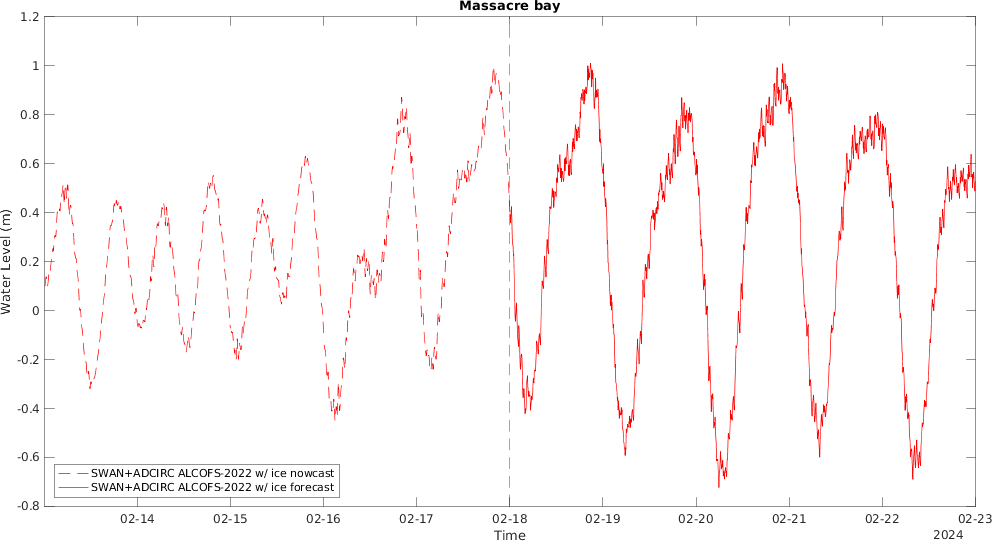 Massacre bay
1.2
1
0.8
0.6
0.4
0.2
0
-0.2
-0.4
-0.6
-0.8
Water Level (m)
SWAN+ADCIRC ALCOFS-2022 w/ ice nowcast
SWAN+ADCIRC ALCOFS-2022 w/ ice forecast
02-14 02-15 02-16 02-17 02-18 02-19 02-20 02-21 02-22 02-23
Time
2024